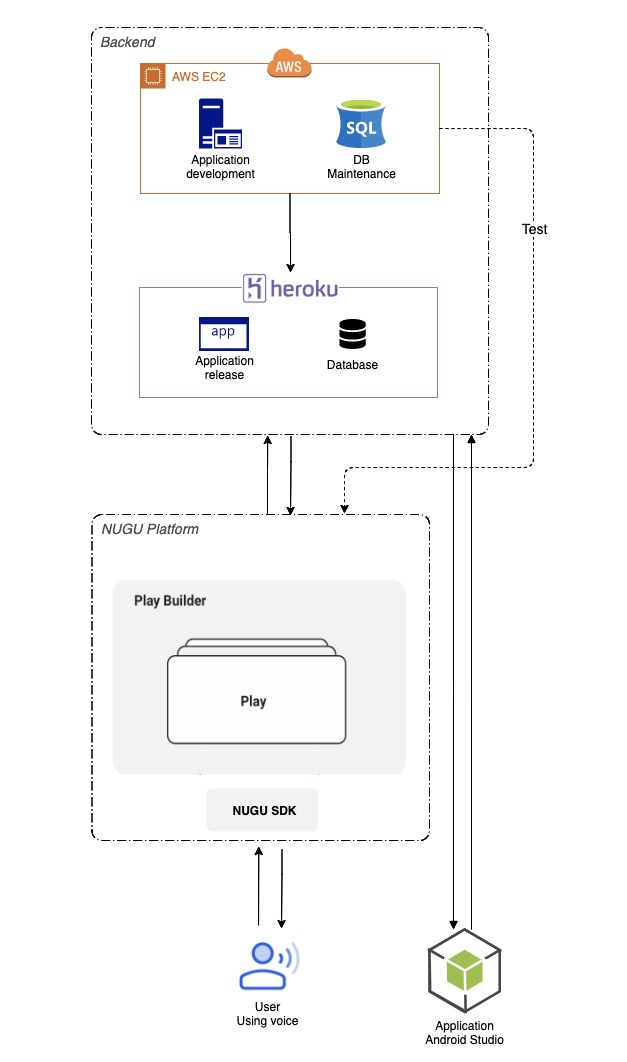 Backend
AWS EC2
AWS
SQL
Application
development
DB
Maintenance
Test
heroku
app
Application
release
Database
NUGU Platform
Play Builder
Play
NUGU SDK
User
Using voice
Application
Android Studio